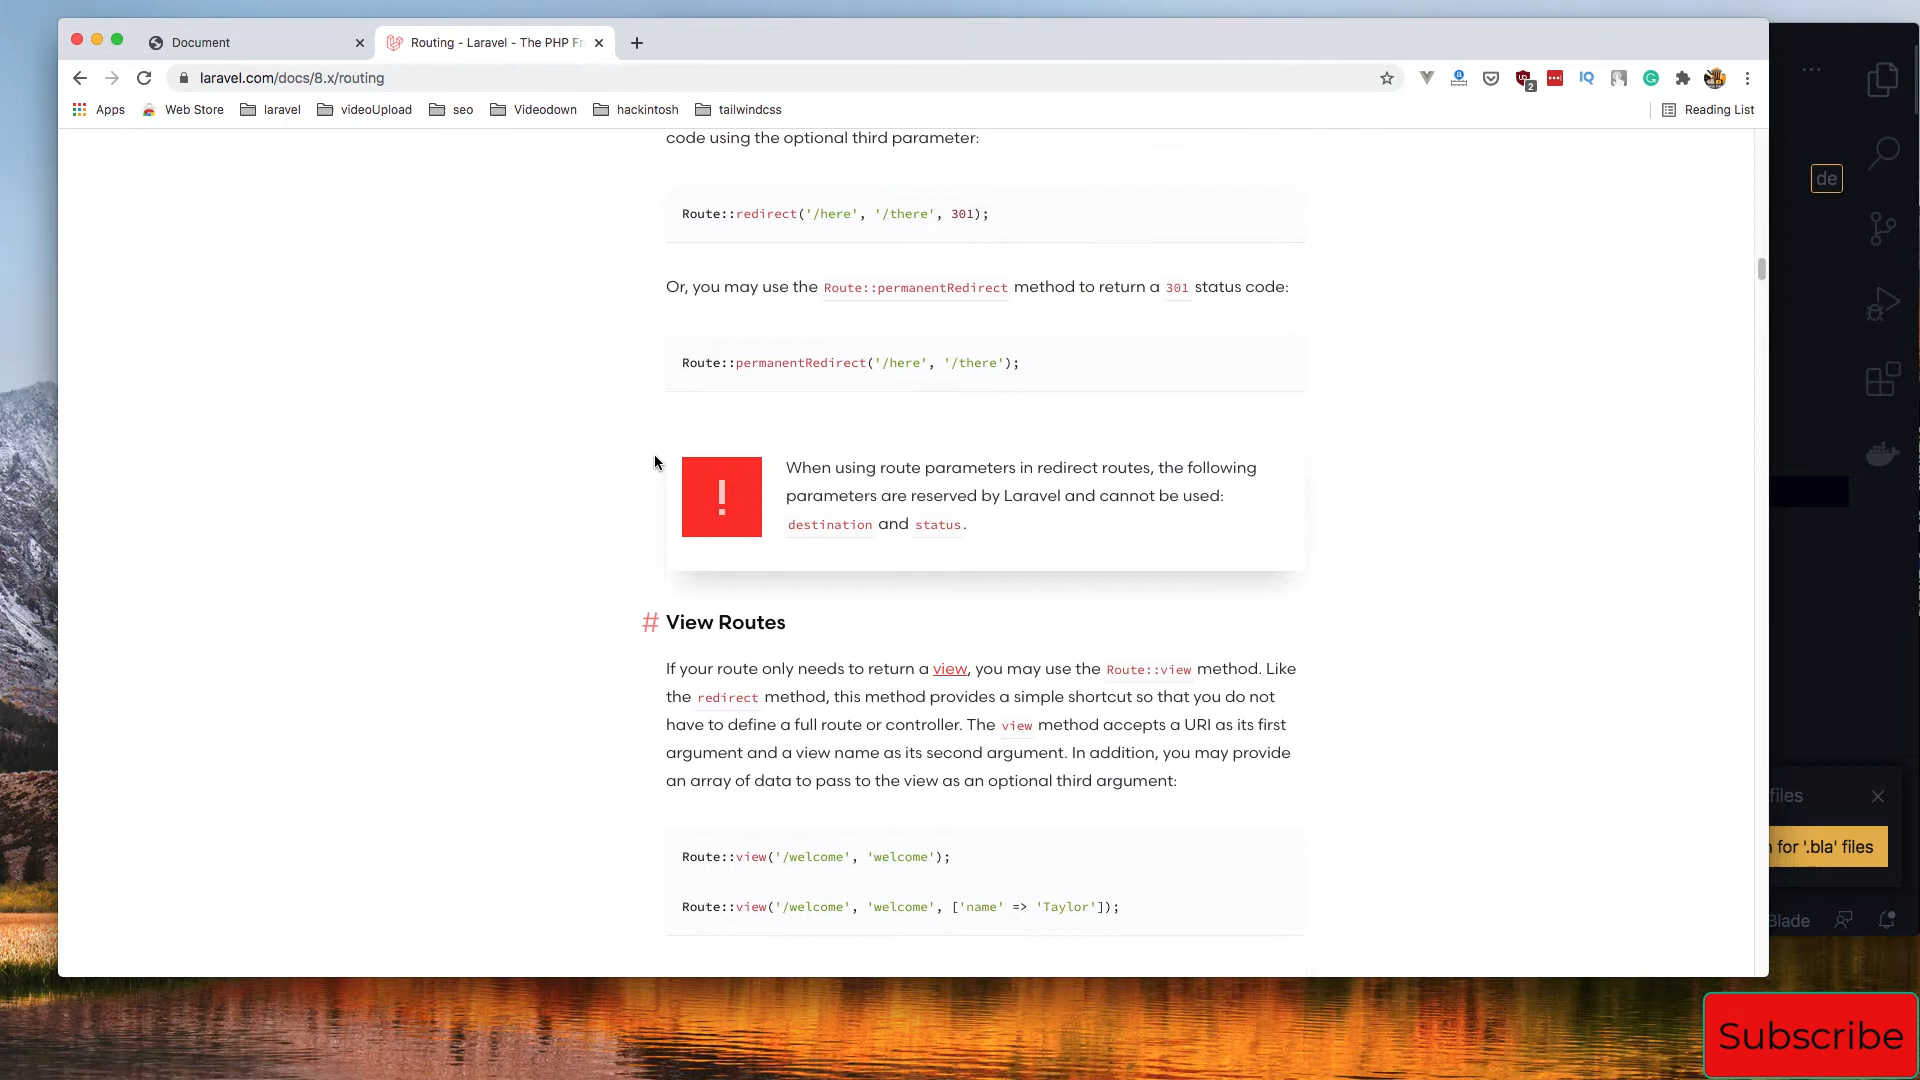 Document
Routing - Laravel - The PHP Fr
laravel.com/docs/8.x/routing
2
IQ
Apps
Web Store
laravel
videoUpload
seo
Videodown
hackintosh
tailwindcss
Reading List
code using the optional third parameter:
Route::redirect('/here', '/there', 301);
Or, you may use the Route::permanentRedirect method to return a 301 status code:
Route::permanentRedirect('/here', '/there');
!
When using route parameters in redirect routes, the following
parameters are reserved by Laravel and cannot be used:
destination and status.
# View Routes
If your route only needs to return a view, you may use the Route::view method. Like
the redirect method, this method provides a simple shortcut so that you do not
have to define a full route or controller. The view method accepts a URI as its first
argument and a view name as its second argument. In addition, you may provide
an array of data to pass to the view as an optional third argument:
Route::view('/welcome', 'welcome');
Route::view('/welcome', 'welcome', ['name' => 'Taylor']);
de
files
for '.bla' files
Blade
Subscribe